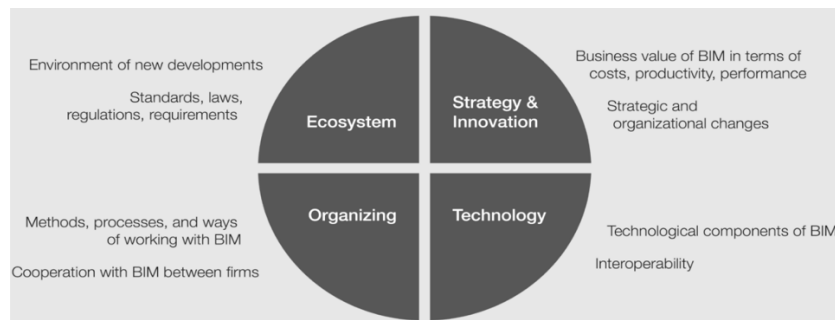 Environment of new developments
Standards, laws,
regulations, requirements
Ecosystem
Strategy &
Innovation
Business value of BIM in terms of
costs, productivity, performance
Strategic and
organizational changes
Methods, processes, and ways
of working with BIM
Cooperation with BIM between firms
Organizing
Technology
Technological components of BIM
Interoperability